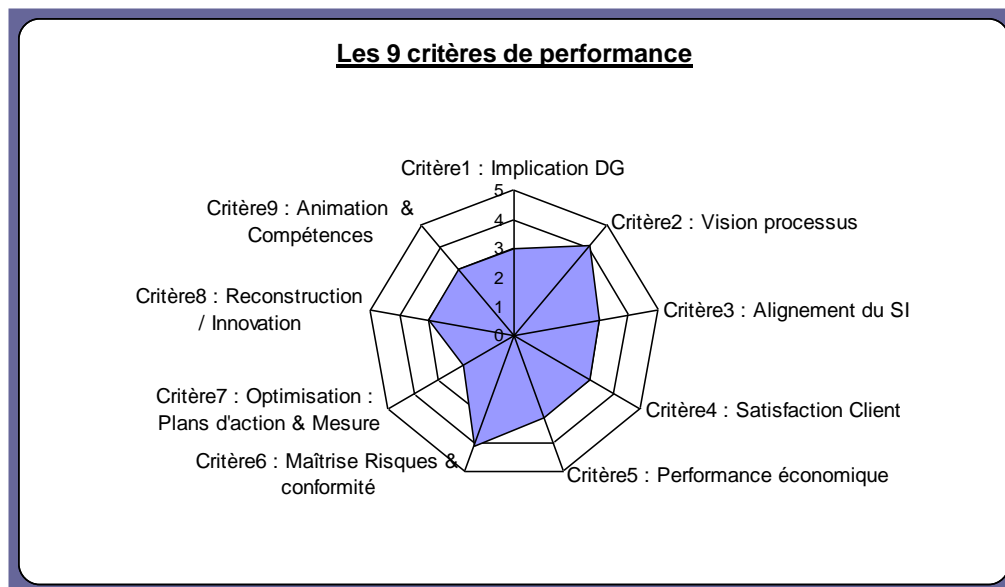 Les 9 critères de performance
Critère1 : Implication DG
Critère2 : Vision processus
Critère3 : Alignement du SI
Critère4 : Satisfaction Client
Critère5 : Performance économique
Critère6 : Maîtrise Risques &
conformité
Critère7 : Optimisation :
Plans d'action & Mesure
Critère8 : Reconstruction
/ Innovation
Critère9 : Animation &
Compétences
5
4
3
2
1
0